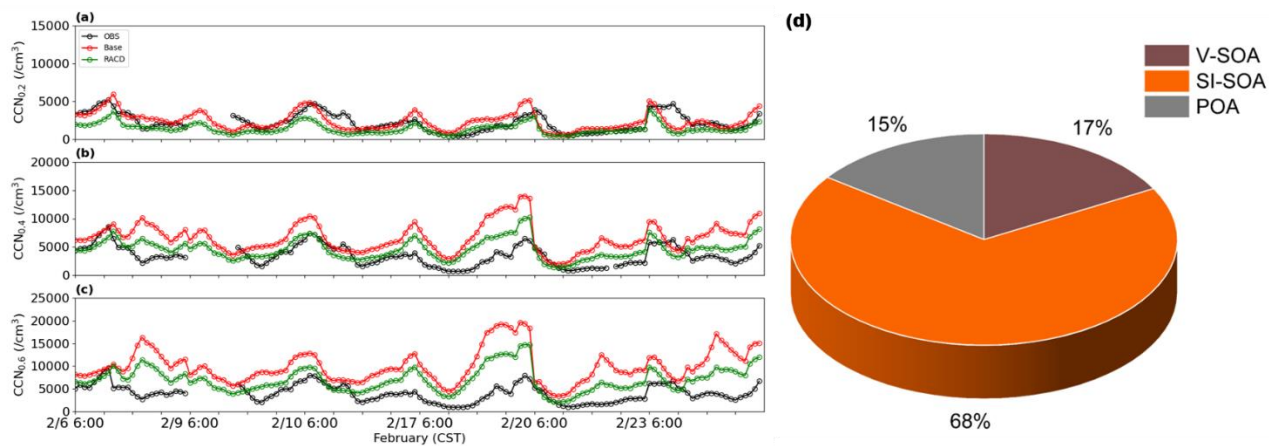 (a)
15000
10000
5000
0
CCN0.2 (/cm3)
OBS
Base
RACD
(b)
20000
15000
10000
5000
0
CCN0.4 (/cm3)
(c)
25000
20000
15000
10000
5000
0
CCN0.6 (/cm3)
2/6 6:00 2/9 6:00 2/10 6:00 2/17 6:00 2/20 6:00 2/23 6:00
February (CST)
(d)
V-SOA
SI-SOA
POA
15%
17%
68%